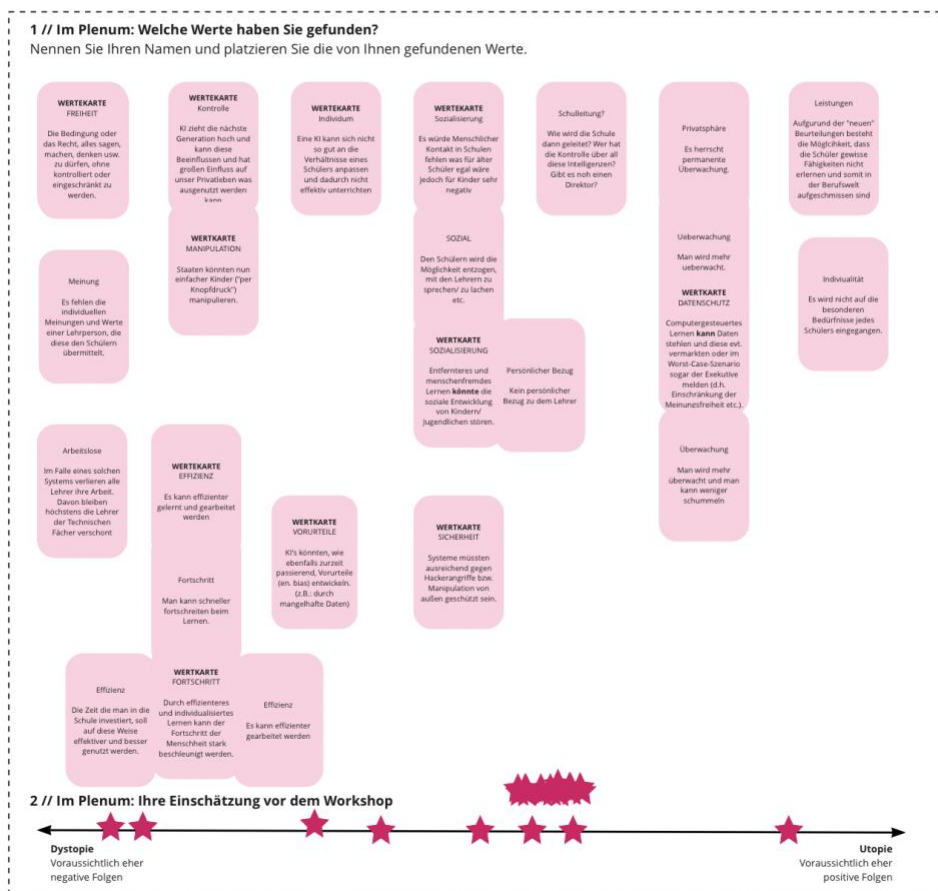 1 // Im Plenum: Welche Werte haben Sie gefunden?
Nennen Sie Ihren Namen und platzieren Sie die von Ihnen gefundenen Werte.
WERTEKARTE
FREIHEIT
Die Bedingung oder
das Recht, alles sagen,
machen, denken usw.
zu dürfen, ohne
kontrolliert oder
eingeschränkt zu
werden.
WERTEKARTE
Kontrolle
KI zieht die nächste
Generation hoch und
kann diese
Beeinflussen und hat
großen Einfluss auf
unser Privatleben was
ausgenutzt werden
kann
WERTEKARTE
Individum
Eine KI kann sich nicht
so gut an die
Verhältnisse eines
Schülers anpassen
und dadurch nicht
effektiv unterrichten
WERTEKARTE
Sozialisierung
Es würde Menschlicher
Kontakt in Schulen
fehlen was für älter
Schüler egal wäre
jedoch für Kinder sehr
negativ
Schulleitung?
Wie wird die Schule
dann geleitet? Wer hat
die Kontrolle über all
diese Intelligenzen?
Gibt es noh einen
Direktor?
Privatsphäre
Es herrscht
permanente
Überwachung.
Leistungen
Aufgurund der "neuen"
Beurteilungen besteht
die Möglcihkeit, dass
die Schüler gewisse
Fähigkeiten nicht
erlernen und somit in
der Berufswelt
aufgeschmissen sind
Meinung
Es fehlen die
individuellen
Meinungen und Werte
einer Lehrperson, die
diese den Schülern
übermittelt.
WERTKARTE
MANIPULATION
Staaten könnten nun
einfacher Kinder ("per
Knopfdruck")
manipulieren.
SOZIAL
Den Schülern wird die
Möglichkeit entzogen,
mit den Lehrern zu
sprechen/ zu lachen
etc.
Ueberwachung
Man wird mehr
ueberwacht.
Indiviualität
Es wird nicht auf die
besonderen
Bedürfnisse jedes
Schülers eingegangen.
WERTKARTE
SOZIALISIERUNG
Entfernteres und
menschenfremdes
Lernen könnte die
soziale Entwicklung
von Kindern/
Jugendlichen stören.
Persönlicher Bezug
Kein persönlicher
Bezug zu dem Lehrer
WERTKARTE
DATENSCHUTZ
Computergesteuertes
Lernen kann Daten
stehlen und diese evt.
vermarkten oder im
Worst-Case-Szenario
sogar der Exekutive
melden (d.h.
Einschränkung der
Meinungsfreiheit etc.).
Arbeitslose
Im Falle eines solchen
Systems verlieren alle
Lehrer ihre Arbeit.
Davon bleiben
höchstens die Lehrer
der Technischen
Fächer verschont
WERTEKARTE
EFFIZIENZ
Es kann effizienter
gelernt und gearbeitet
werden
WERTKARTE
VORURTEILE
KI's könnten, wie
ebenfalls zurzeit
passierend, Vorurteile
(en. bias) entwickeln.
(z.B.: durch
mangelhafte Daten)
WERTKARTE
SICHERHEIT
Systeme müssten
ausreichend gegen
Hackerangriffe bzw.
Manipulation von
außen geschützt sein.
Überwachung
Man wird mehr
überwacht und man
kann weniger
schummeln
Fortschritt
Man kann schneller
fortschreiten beim
Lernen.
Effizienz
Die Zeit die man in die
Schule investiert, soll
auf diese Weise
effektiver und besser
genutzt werden.
WERTKARTE
FORTSCHRITT
Durch effizienteres
und individualisiertes
Lernen kann der
Fortschritt der
Menschheit stark
beschleunigt werden.
Effizienz
Es kann effizienter
gearbeitet werden
2 // Im Plenum: Ihre Einschätzung vor dem Workshop
Dystopie
Voraussichtlich eher
negative Folgen
Utopie
Voraussichtlich eher
positive Folgen